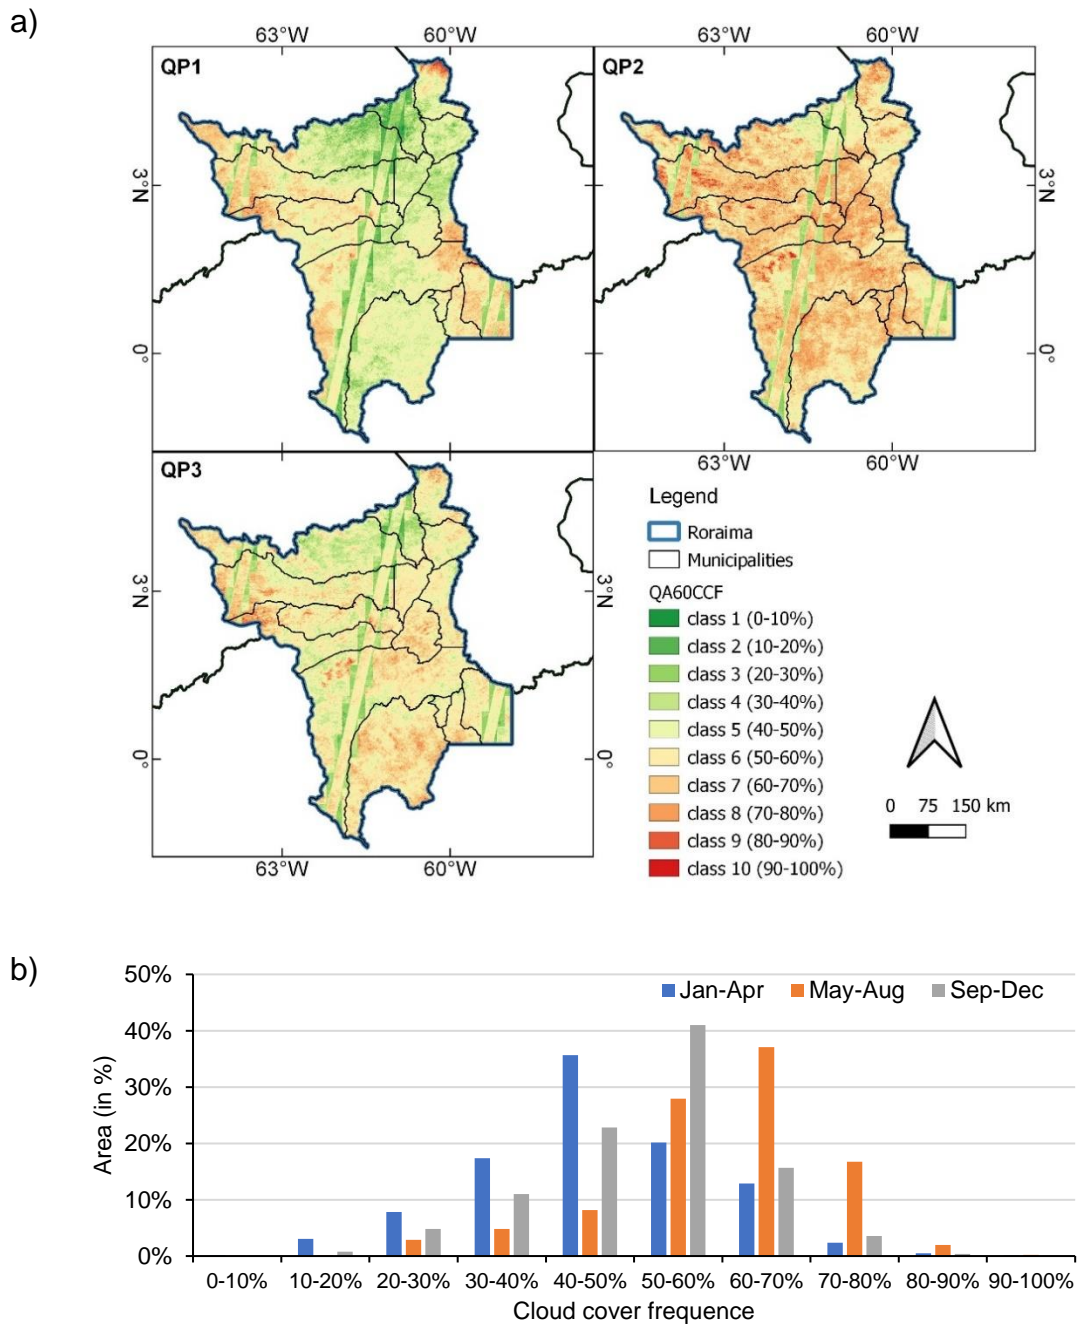 a)
63°W 60°W 63°W 60°W
QP1 QP2
3°N 3°N
0° 0°
63°W 60°W
QP3
Legend
Roraima
Municipalities
3°N
QA60CCF
class 1 (0-10%)
class 2 (10-20%)
class 3 (20-30%)
class 4 (30-40%)
class 5 (40-50%)
class 6 (50-60%)
class 7 (60-70%)
class 8 (70-80%)
class 9 (80-90%)
class 10 (90-100%)
0°
0 75 150 km
63°W 60°W
b)
50%
40%
30%
20%
10%
0%
Area (in %)
Jan-Apr May-Aug Sep-Dec
0-10% 10-20% 20-30% 30-40% 40-50% 50-60% 60-70% 70-80% 80-90% 90-100%
Cloud cover frequence